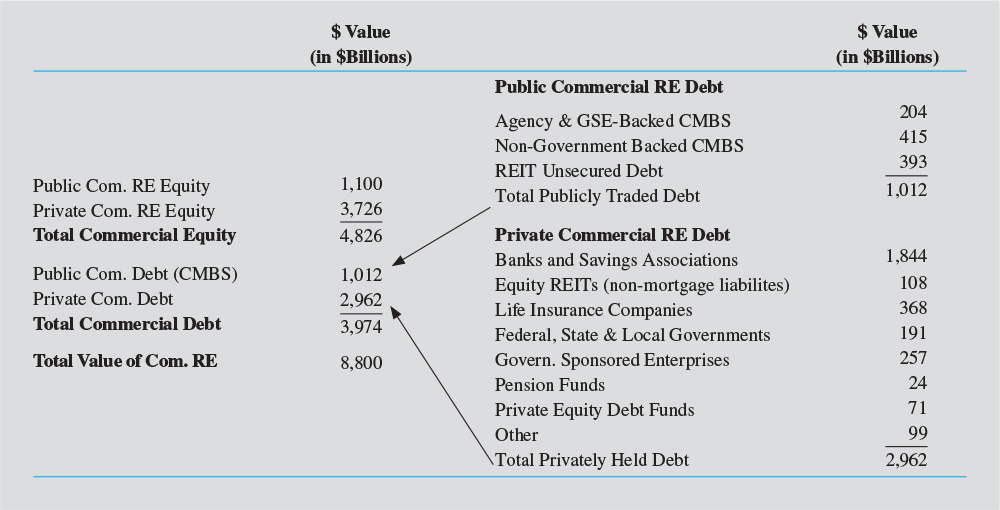 $ Value
(in $Billions)
Public Com. RE Equity 1,100
Private Com. RE Equity 3,726
Total Commercial Equity 4,826
Public Com. Debt (CMBS) 1,012
Private Com. Debt 2,962
Total Commercial Debt 3,974
Total Value of Com. RE 8,800
$ Value
(in $Billions)
Public Commercial RE Debt
Agency & GSE-Backed CMBS 204
Non-Government Backed CMBS 415
REIT Unsecured Debt 393
Total Publicly Traded Debt 1,012
Private Commercial RE Debt
Banks and Savings Associations 1,844
Equity REITs (non-mortgage liabilites) 108
Life Insurance Companies 368
Federal, State & Local Governments 191
Govern. Sponsored Enterprises 257
Pension Funds 24
Private Equity Debt Funds 71
Other 99
Total Privately Held Debt 2,962